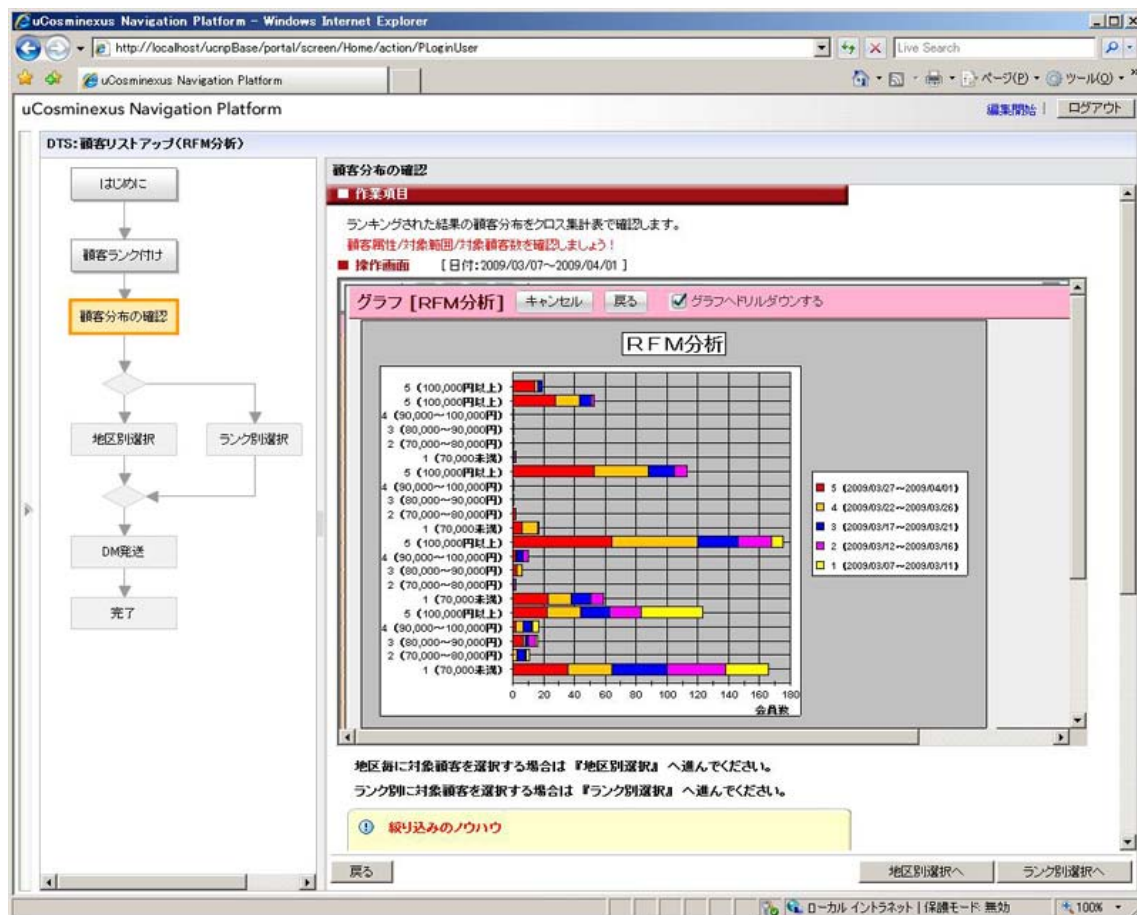 uCosminexus Navigation Platform - Windows Internet Explorer
http://localhost/ucnpBase/portal/screen/Home/action/PLoginUser
Live Search
uCosminexus Navigation Platform
ページ(P)
ツール(O)
uCosminexus Navigation Platform
編集開始
ログアウト
DTS:顧客リストアップ(RFM分析)
はじめに
顧客ランク付け
顧客分布の確認
地区別選択
ランク別選択
DM発送
完了
顧客分布の確認
■ 作業項目
ランキングされた結果の顧客分布をクロス集計表で確認します。
顧客属性/対象範囲/対象顧客数を確認しましょう!
■ 操作画面 [日付:2009/03/07~2009/04/01 ]
グラフ [RFM分析] キャンセル 戻る グラフへドリルダウンする
RFM分析
5 (100,000円以上)
5 (100,000円以上)
4 (90,000~100,000円)
3 (80,000~90,000円)
2 (70,000~80,000円)
1 (70,000未満)
5 (100,000円以上)
4 (90,000~100,000円)
3 (80,000~90,000円)
2 (70,000~80,000円)
1 (70,000未満)
5 (100,000円以上)
4 (90,000~100,000円)
3 (80,000~90,000円)
2 (70,000~80,000円)
1 (70,000未満)
5 (100,000円以上)
4 (90,000~100,000円)
3 (80,000~90,000円)
2 (70,000~80,000円)
1 (70,000未満)
0 20 40 60 80 100 120 140 160 180
会員数
5 (2009/03/27~2009/04/01)
4 (2009/03/22~2009/03/26)
3 (2009/03/17~2009/03/21)
2 (2009/03/12~2009/03/16)
1 (2009/03/07~2009/03/11)
地区毎に対象顧客を選択する場合は『地区別選択』へ進んでください。
ランク別に対象顧客を選択する場合は『ランク別選択』へ進んでください。
絞り込みのノウハウ
戻る
地区別選択へ
ランク別選択へ
ローカル イントラネット | 保護モード: 無効
100%